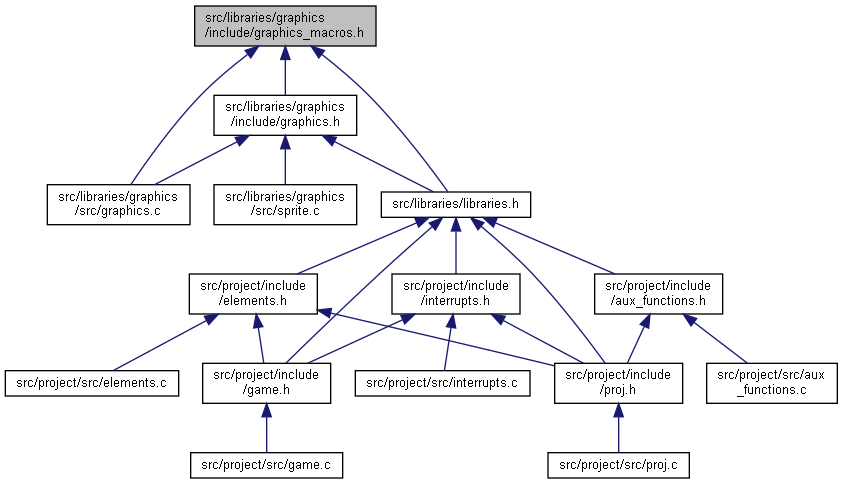 src/libraries/graphics
/include/graphics_macros.h
src/libraries/graphics
/include/graphics.h
src/libraries/graphics
/src/graphics.c
src/libraries/graphics
/src/sprite.c
src/libraries/libraries.h
src/project/include
/elements.h
src/project/include
/interrupts.h
src/project/include
/aux_functions.h
src/project/src/elements.c
src/project/include
/game.h
src/project/src/interrupts.c
src/project/include
/proj.h
src/project/src/aux
_functions.c
src/project/src/game.c
src/project/src/proj.c